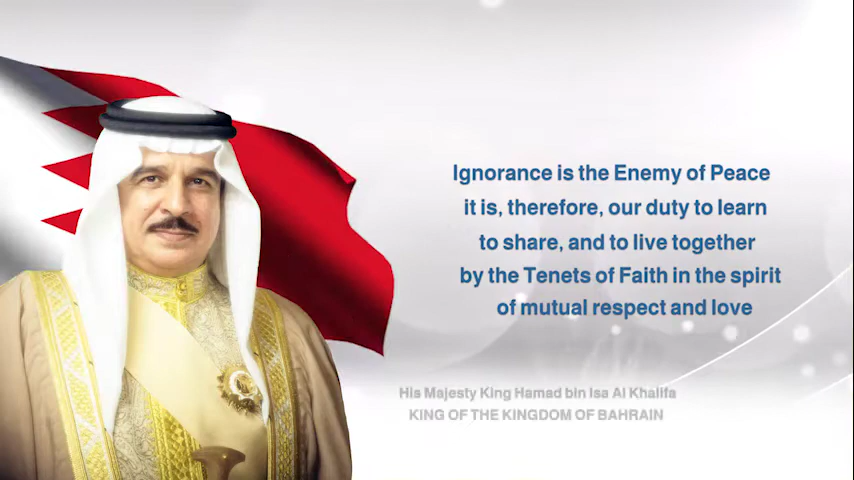 Ignorance is the Enemy of Peace
it is, therefore, our duty to learn
to share, and to live together
by the Tenets of Faith in the spirit
of mutual respect and love
His Majesty King Hamad bin Isa Al Khalifa
KING OF THE KINGDOM OF BAHRAIN